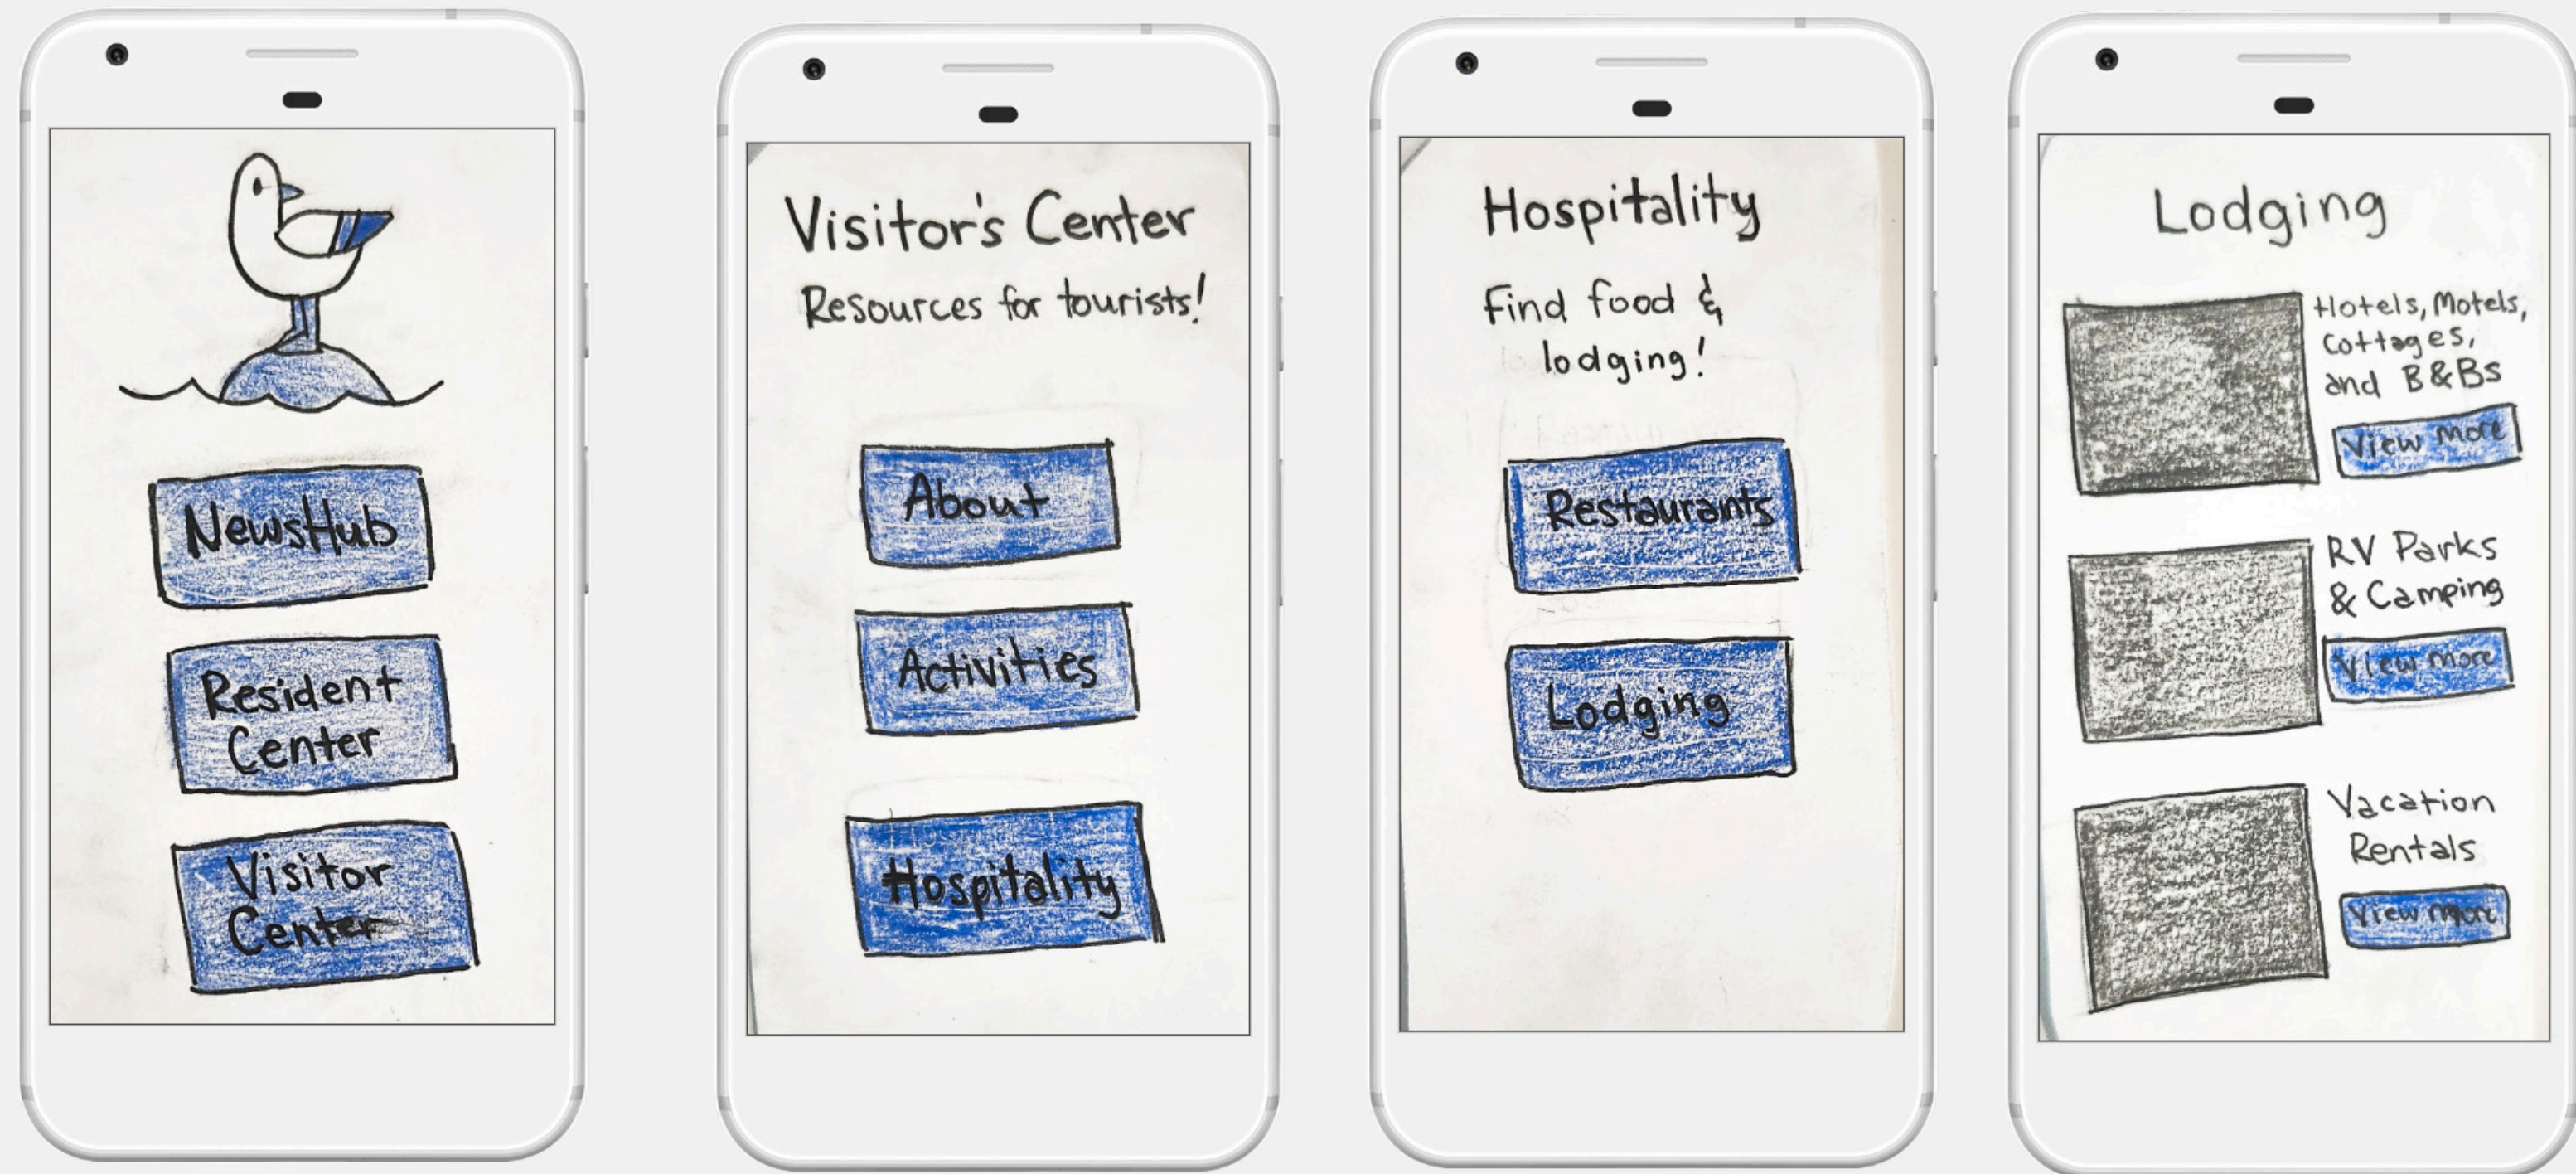 NewsHub
Resident
Center
Visitor
Center
Visitor's Center
Resources for tourists!
About
Activities
Hospitality
Hospitality
Find food &
lodging!
Restaurants
Lodging
Lodging
Hotels, Motels,
Cottages,
and B&Bs
View more
RV Parks
& Camping
View more
Vacation
Rentals
View more